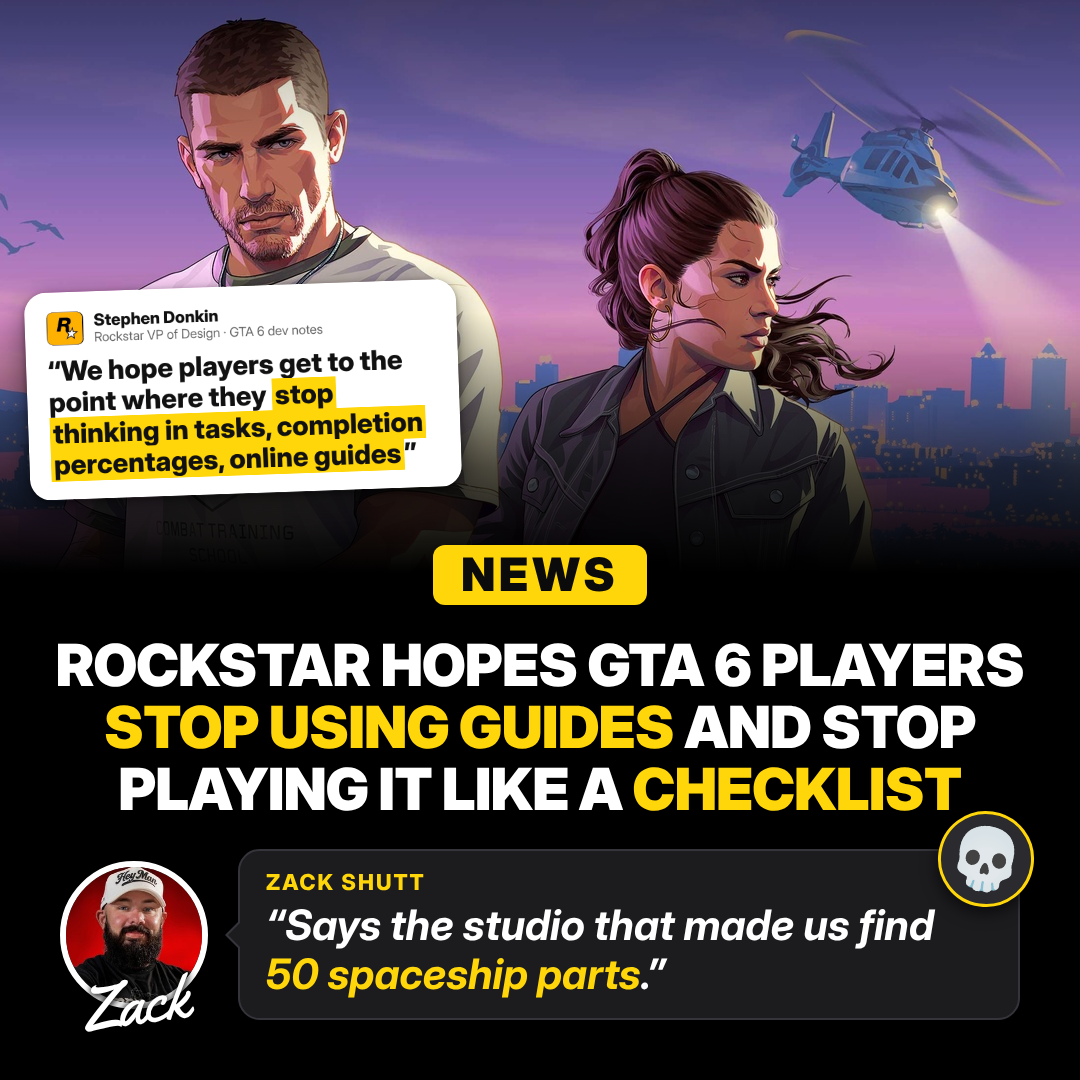 R
Stephen Donkin
Rockstar VP of Design · GTA 6 dev notes
“We hope players get to the
point where they stop
thinking in tasks, completion
percentages, online guides”
COMBAT TRAINING
SCHOOL
NEWS
ROCKSTAR HOPES GTA 6 PLAYERS
STOP USING GUIDES AND STOP
PLAYING IT LIKE A CHECKLIST
Hey Man
Zack
ZACK SHUTT
“Says the studio that made us find
50 spaceship parts.”